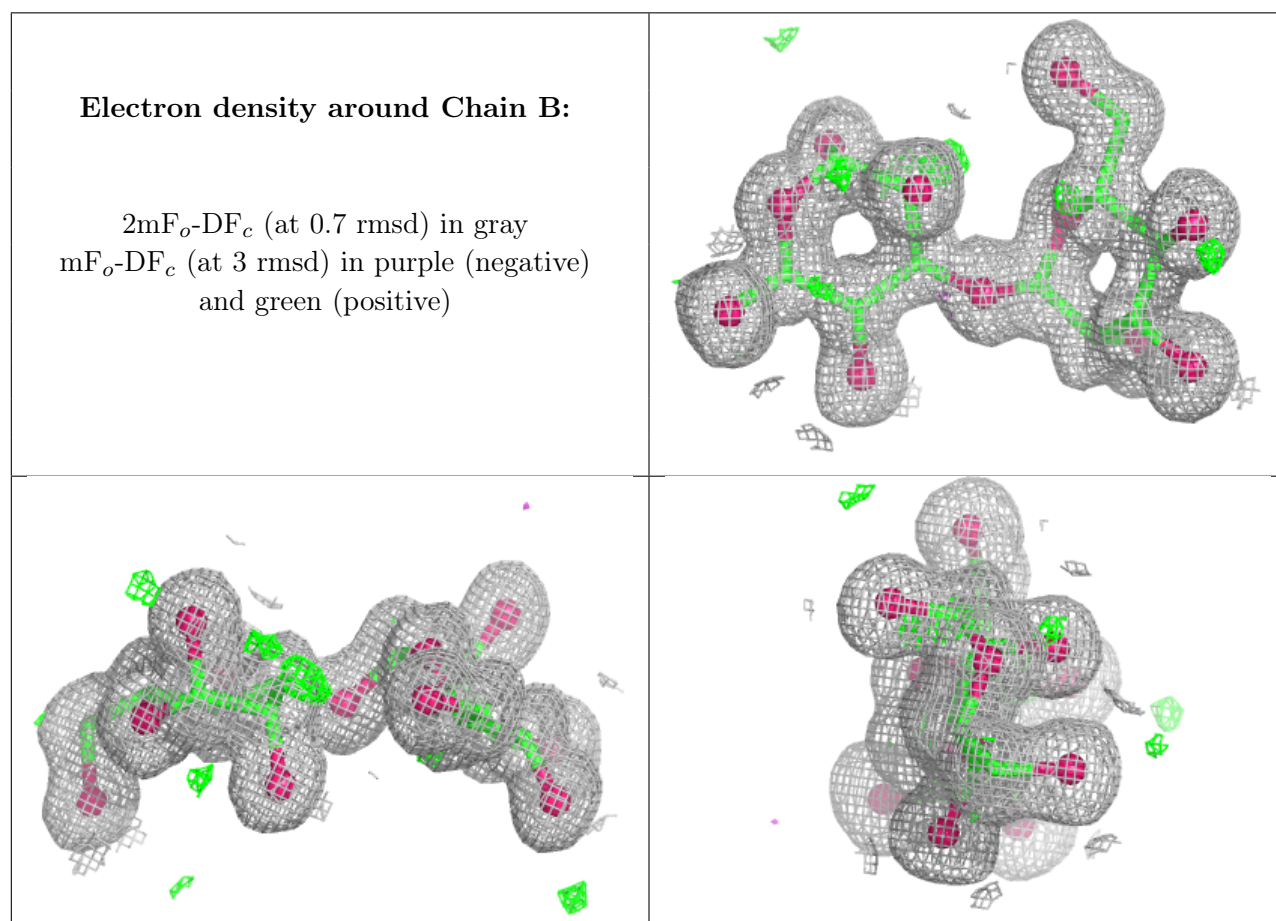 Electron density around Chain B:
2mFₒ-DF𝒸 (at 0.7 rmsd) in gray
mFₒ-DF𝒸 (at 3 rmsd) in purple (negative)
and green (positive)